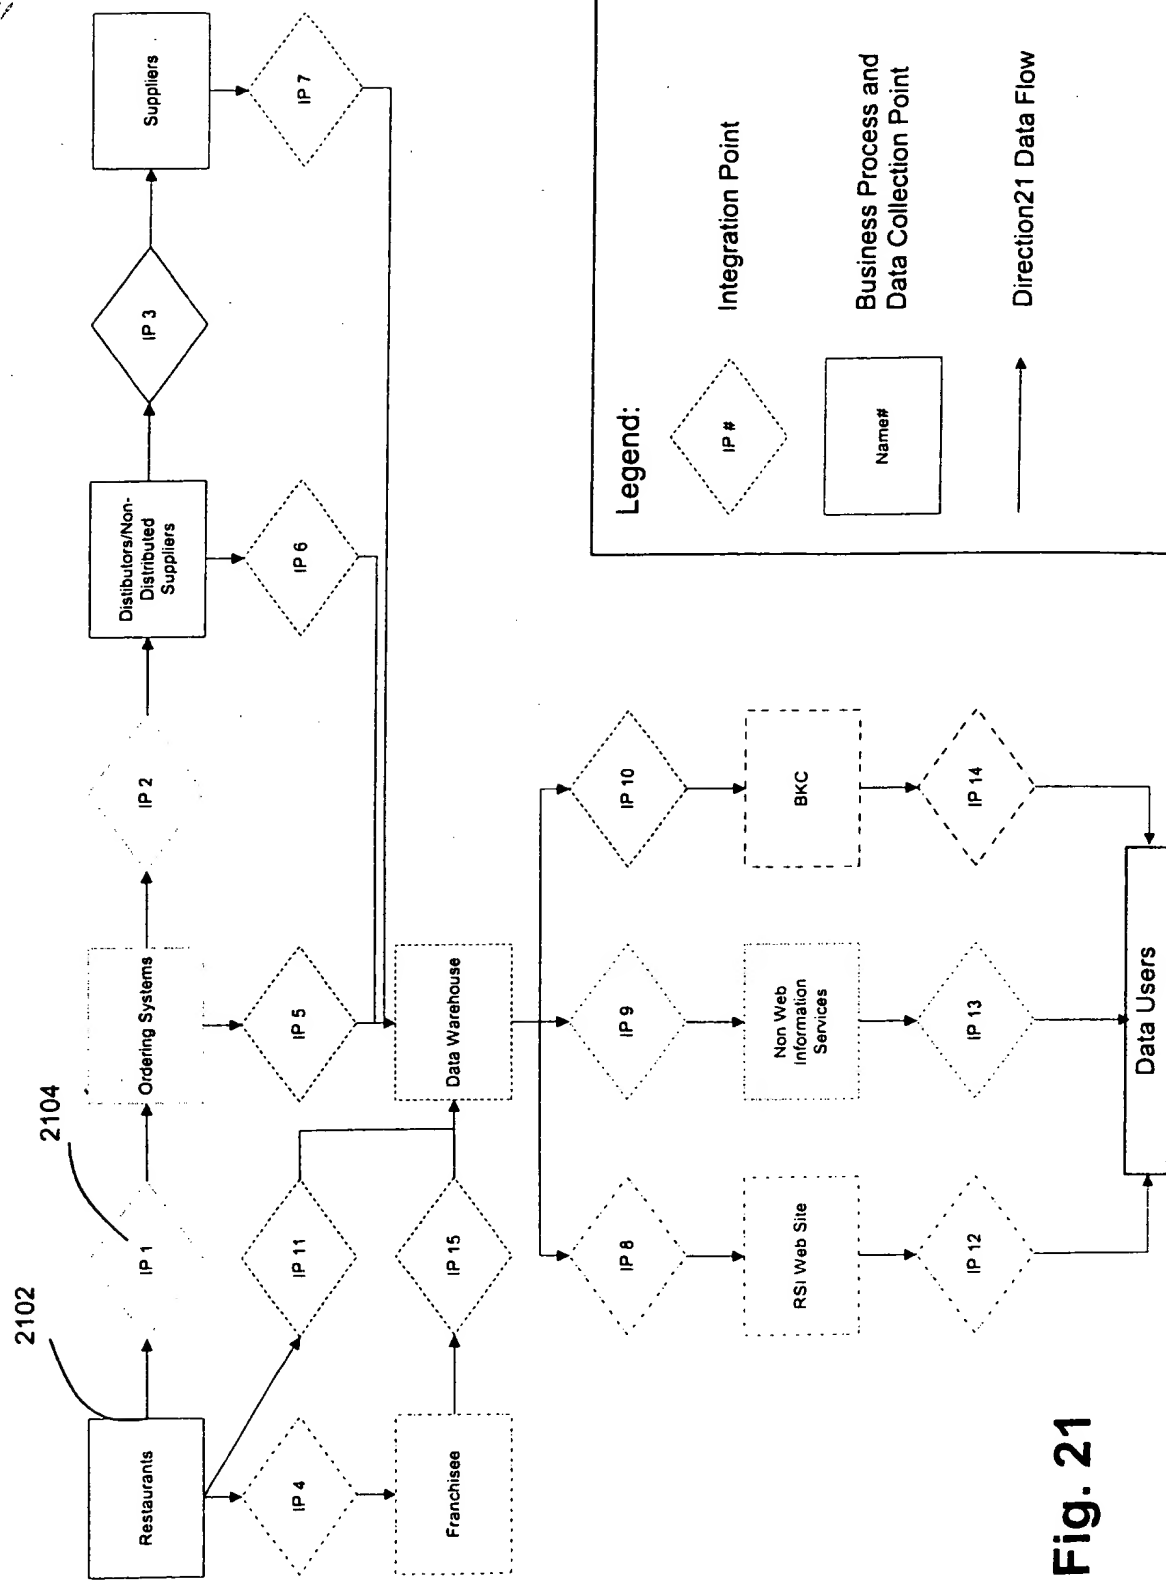 2102
2104
Restaurants
IP 1
Ordering Systems
IP 2
Distibutors/Non-
Distributed
Suppliers
IP 3
Suppliers
IP 4
IP 11
IP 5
IP 6
IP 7
Franchisee
IP 15
Data Warehouse
IP 8
IP 9
IP 10
RSI Web Site
Non Web
Information
Services
BKC
IP 12
IP 13
IP 14
Data Users
Legend:
IP #
Integration Point
Name#
Business Process and
Data Collection Point
Direction21 Data Flow
Fig. 21